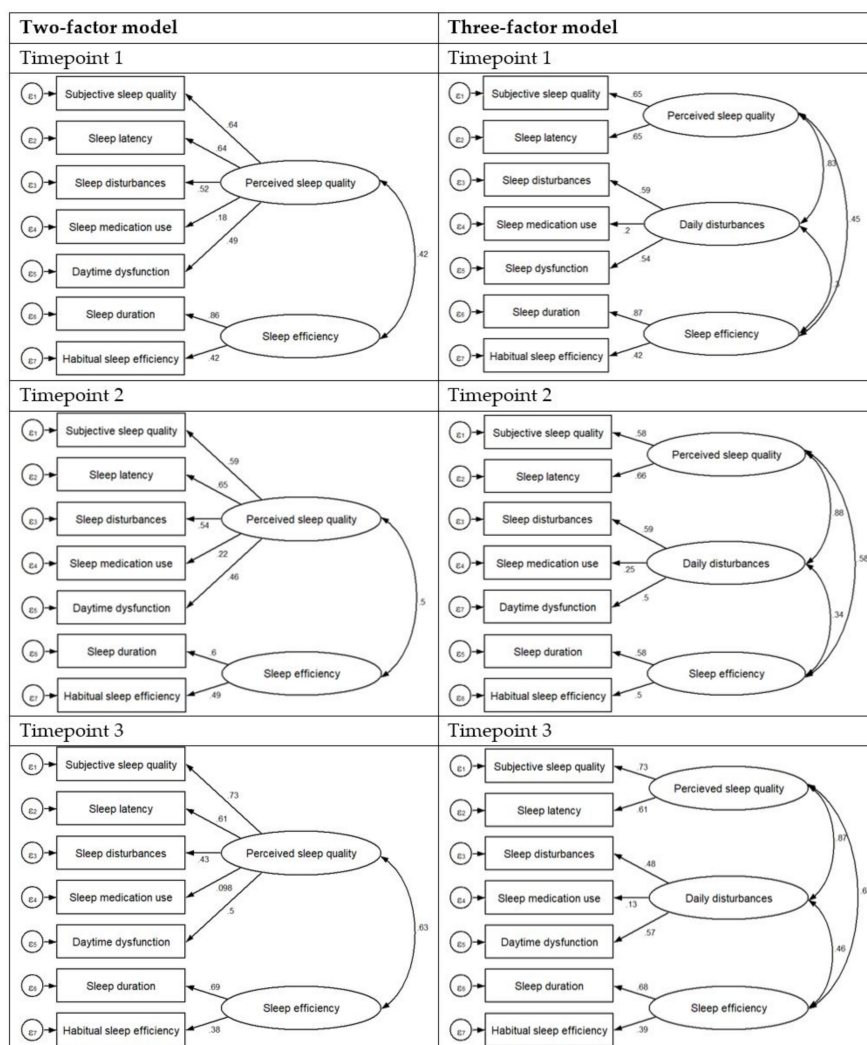 Two-factor model
Three-factor model
Timepoint 1
Timepoint 1
ε1
Subjective sleep quality
.64
ε2
Sleep latency
.64
ε3
Sleep disturbances
.52
Perceived sleep quality
ε4
Sleep medication use
.18
ε5
Daytime dysfunction
.49
.42
ε6
Sleep duration
.86
Sleep efficiency
ε7
Habitual sleep efficiency
.42
ε1
Subjective sleep quality
.65
Perceived sleep quality
ε2
Sleep latency
.65
.83
.45
ε3
Sleep disturbances
.59
ε4
Sleep medication use
.2
Daily disturbances
ε5
Sleep dysfunction
.54
.3
ε6
Sleep duration
.87
Sleep efficiency
ε7
Habitual sleep efficiency
.42
Timepoint 2
Timepoint 2
ε1
Subjective sleep quality
.59
ε2
Sleep latency
.65
ε3
Sleep disturbances
.54
Perceived sleep quality
ε4
Sleep medication use
.22
ε5
Daytime dysfunction
.46
.5
ε6
Sleep duration
.6
Sleep efficiency
ε7
Habitual sleep efficiency
.49
ε1
Subjective sleep quality
.58
Perceived sleep quality
ε2
Sleep latency
.66
.88
.58
ε3
Sleep disturbances
.59
ε4
Sleep medication use
.25
Daily disturbances
ε7
Daytime dysfunction
.5
.34
ε5
Sleep duration
.58
Sleep efficiency
ε6
Habitual sleep efficiency
.5
Timepoint 3
Timepoint 3
ε1
Subjective sleep quality
.73
ε2
Sleep latency
.61
ε3
Sleep disturbances
.43
Perceived sleep quality
ε4
Sleep medication use
.098
ε5
Daytime dysfunction
.5
.63
ε6
Sleep duration
.69
Sleep efficiency
ε7
Habitual sleep efficiency
.38
ε1
Subjective sleep quality
.73
Percieved sleep quality
ε2
Sleep latency
.61
.87
ε3
Sleep disturbances
.48
ε4
Sleep medication use
.13
Daily disturbances
ε5
Daytime dysfunction
.57
.46
ε6
Sleep duration
.68
Sleep efficiency
ε7
Habitual sleep efficiency
.39